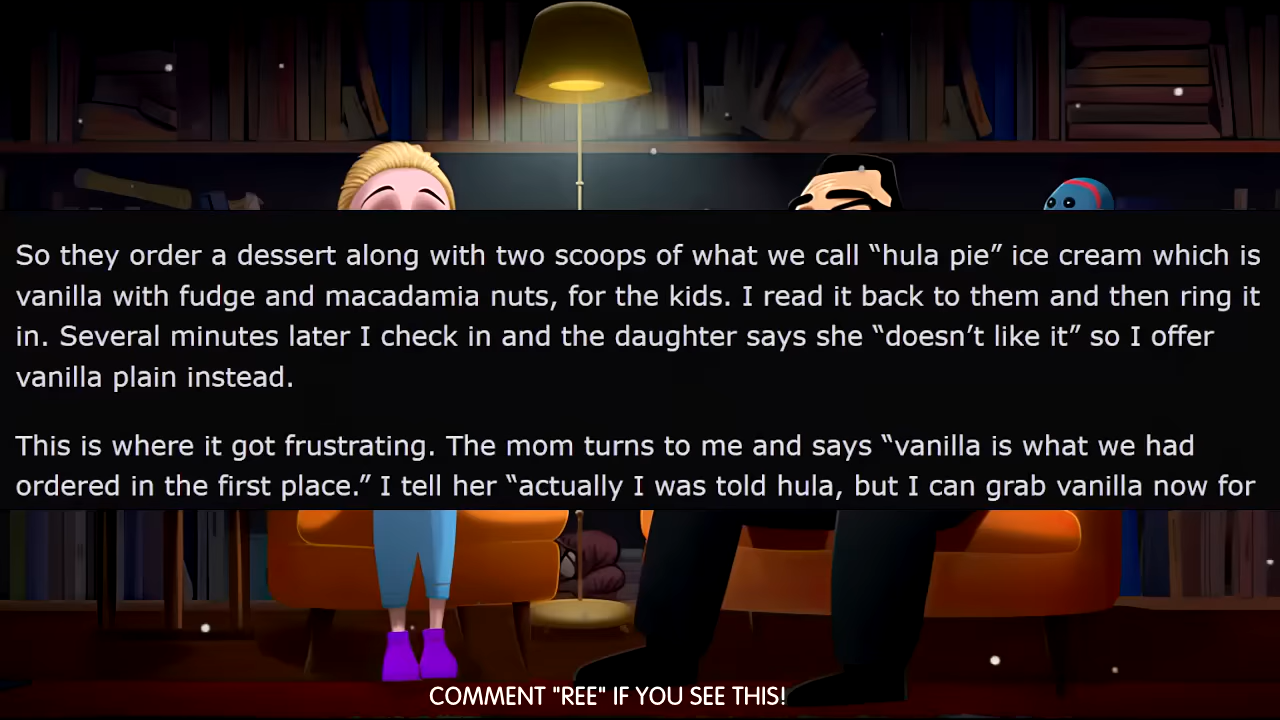 So they order a dessert along with two scoops of what we call “hula pie” ice cream which is
vanilla with fudge and macadamia nuts, for the kids. I read it back to them and then ring it
in. Several minutes later I check in and the daughter says she “doesn’t like it” so I offer
vanilla plain instead.
This is where it got frustrating. The mom turns to me and says “vanilla is what we had
ordered in the first place.” I tell her “actually I was told hula, but I can grab vanilla now for
COMMENT "REE" IF YOU SEE THIS!